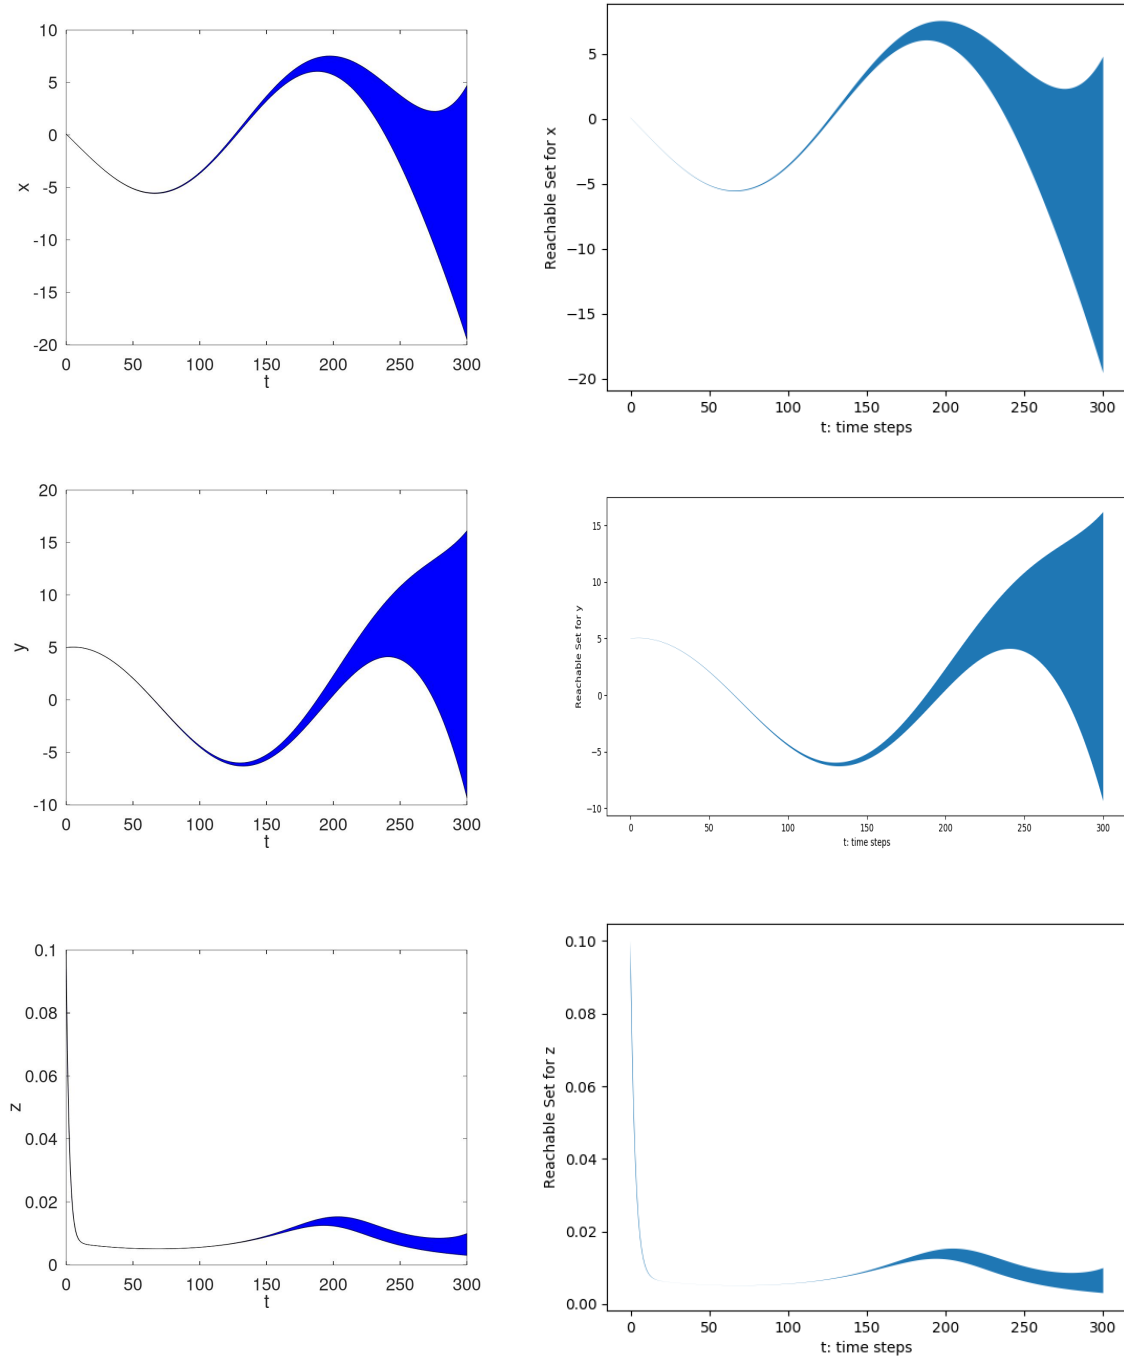 10
5
0
-5
-10
-15
-20
x
0 50 100 150 200 250 300
t
5
0
−5
−10
−15
−20
Reachable Set for x
0 50 100 150 200 250 300
t: time steps
20
15
10
5
0
-5
-10
y
0 50 100 150 200 250 300
t
15
10
5
0
−5
−10
Reachable Set for y
0 50 100 150 200 250 300
t: time steps
0.1
0.08
0.06
0.04
0.02
0
z
0 50 100 150 200 250 300
t
0.10
0.08
0.06
0.04
0.02
0.00
Reachable Set for z
0 50 100 150 200 250 300
t: time steps